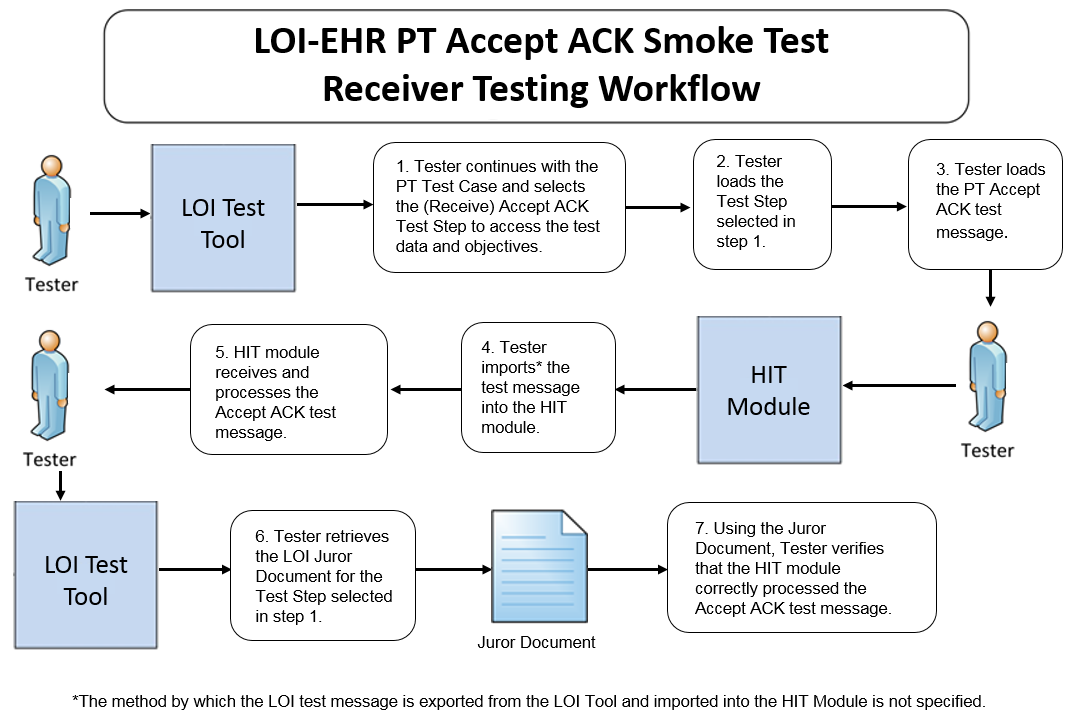 LOI-EHR PT Accept ACK Smoke Test
Receiver Testing Workflow
Tester
LOI Test
Tool
1. Tester continues with the
PT Test Case and selects
the (Receive) Accept ACK
Test Step to access the test
data and objectives.
2. Tester
loads the
Test Step
selected in
step 1.
3. Tester loads
the PT Accept
ACK test
message.
Tester
HIT
Module
4. Tester
imports* the
test message
into the HIT
module.
5. HIT module
receives and
processes the
Accept ACK test
message.
Tester
LOI Test
Tool
6. Tester retrieves
the LOI Juror
Document for the
Test Step selected
in step 1.
Juror Document
7. Using the Juror
Document, Tester verifies
that the HIT module
correctly processed the
Accept ACK test message.
*The method by which the LOI test message is exported from the LOI Tool and imported into the HIT Module is not specified.